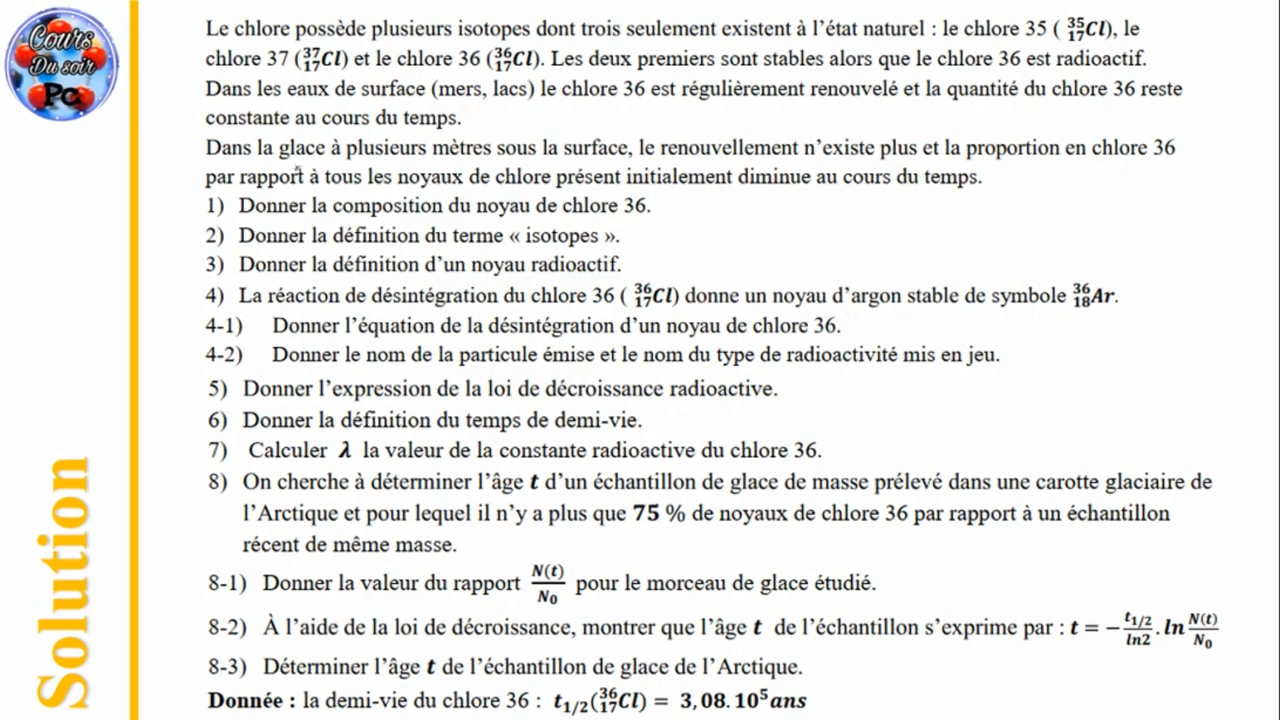 Cours
Du soir
PC
Solution
Le chlore possède plusieurs isotopes dont trois seulement existent à l'état naturel : le chlore 35 ( ³⁵₁₇Cl), le
chlore 37 (³⁷₁₇Cl) et le chlore 36 (³⁶₁₇Cl). Les deux premiers sont stables alors que le chlore 36 est radioactif.
Dans les eaux de surface (mers, lacs) le chlore 36 est régulièrement renouvelé et la quantité du chlore 36 reste
constante au cours du temps.
Dans la glace à plusieurs mètres sous la surface, le renouvellement n'existe plus et la proportion en chlore 36
par rapport à tous les noyaux de chlore présent initialement diminue au cours du temps.
1) Donner la composition du noyau de chlore 36.
2) Donner la définition du terme « isotopes ».
3) Donner la définition d'un noyau radioactif.
4) La réaction de désintégration du chlore 36 ( ³⁶₁₇Cl) donne un noyau d'argon stable de symbole ³⁶₁₈Ar.
4-1) Donner l'équation de la désintégration d'un noyau de chlore 36.
4-2) Donner le nom de la particule émise et le nom du type de radioactivité mis en jeu.
5) Donner l'expression de la loi de décroissance radioactive.
6) Donner la définition du temps de demi-vie.
7) Calculer λ la valeur de la constante radioactive du chlore 36.
8) On cherche à déterminer l'âge t d'un échantillon de glace de masse prélevé dans une carotte glaciaire de
l'Arctique et pour lequel il n'y a plus que 75 % de noyaux de chlore 36 par rapport à un échantillon
récent de même masse.
8-1) Donner la valeur du rapport N(t)/N₀ pour le morceau de glace étudié.
8-2) À l'aide de la loi de décroissance, montrer que l'âge t de l'échantillon s'exprime par : t = − t₁/₂/ln2 . ln N(t)/N₀
8-3) Déterminer l'âge t de l'échantillon de glace de l'Arctique.
Donnée : la demi-vie du chlore 36 : t₁/₂(³⁶₁₇Cl) = 3,08.10⁵ans